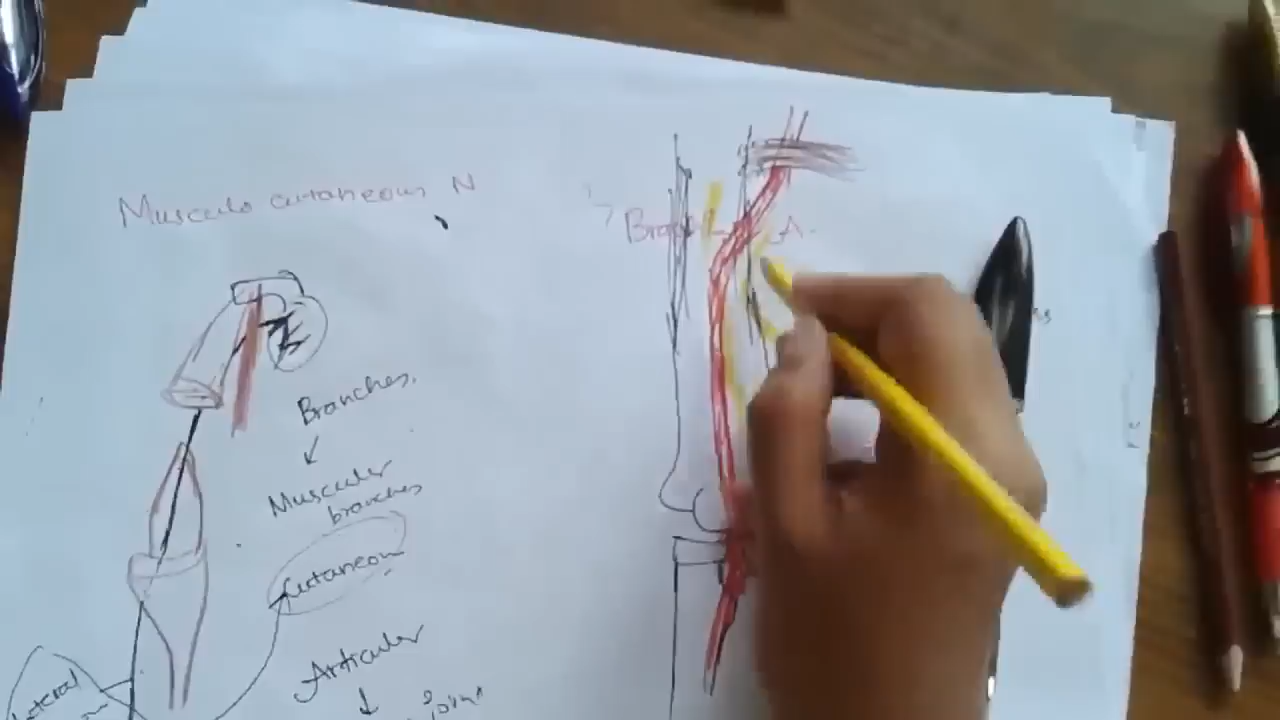 Musculo cutaneous N
Branches.
Muscular
branches
Cutaneous
Articular
A.